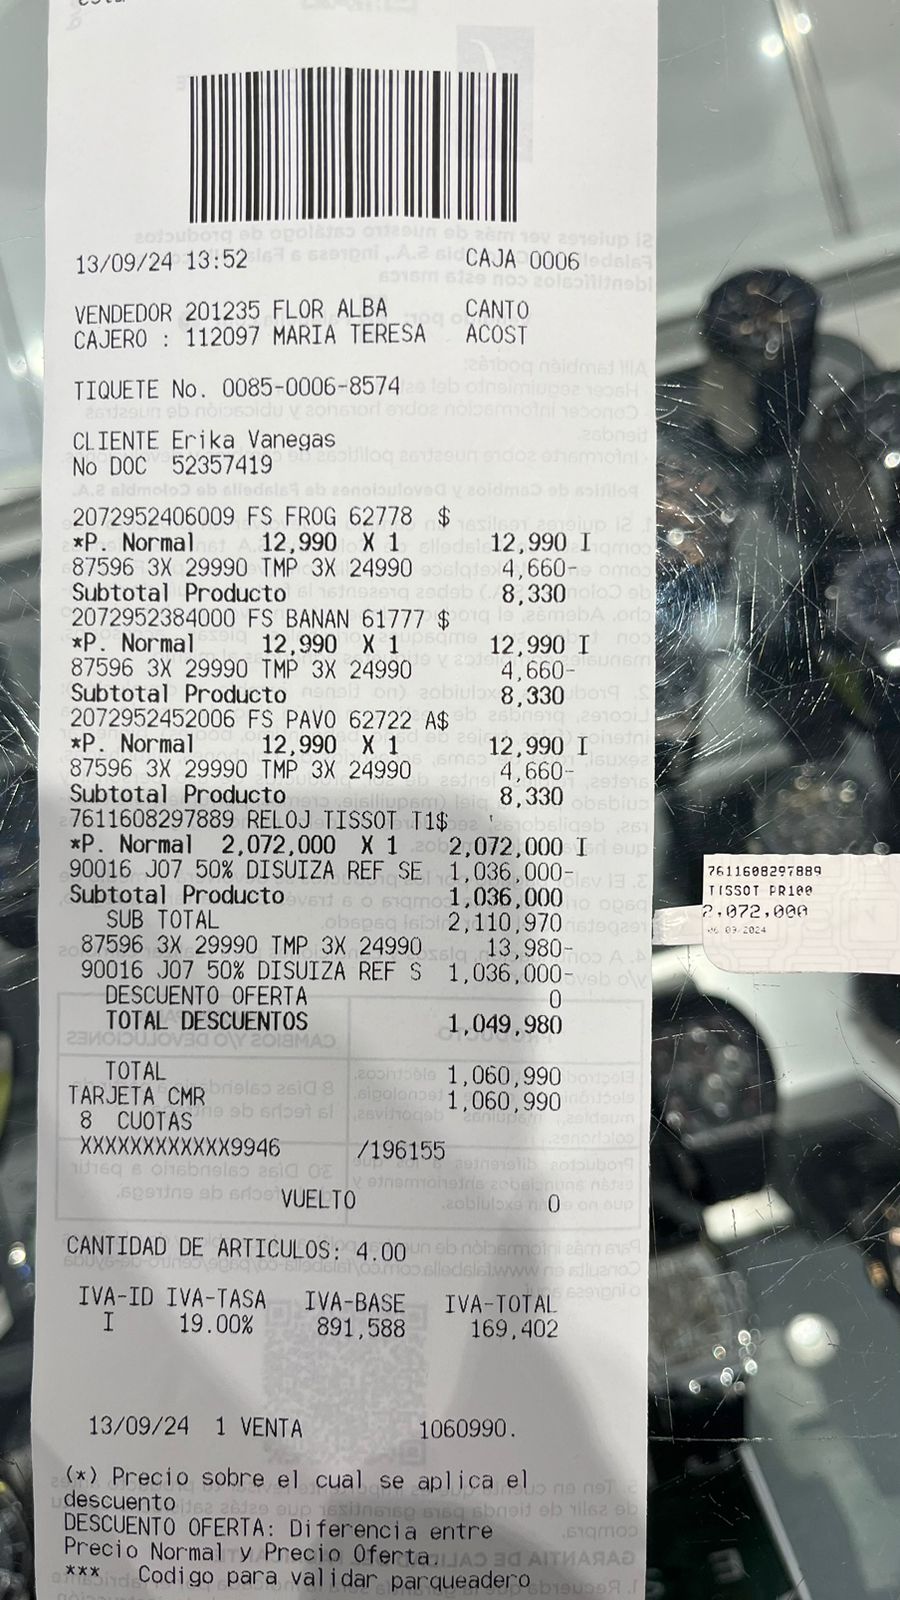 13/09/24 13:52 CAJA 0006
VENDEDOR 201235 FLOR ALBA CANTO
CAJERO : 112097 MARIA TERESA ACOST
TIQUETE No. 0085-0006-8574
CLIENTE Erika Vanegas
No DOC 52357419
2072952406009 FS FROG 62778 $
*P. Normal 12,990 X 1 12,990 I
87596 3X 29990 TMP 3X 24990 4,660-
Subtotal Producto 8,330
2072952384000 FS BANAN 61777 $
*P. Normal 12,990 X 1 12,990 I
87596 3X 29990 TMP 3X 24990 4,660-
Subtotal Producto 8,330
2072952452006 FS PAVO 62722 A$
*P. Normal 12,990 X 1 12,990 I
87596 3X 29990 TMP 3X 24990 4,660-
Subtotal Producto 8,330
7611608297889 RELOJ TISSOT T1$
*P. Normal 2,072,000 X 1 2,072,000 I
90016 J07 50% DISUIZA REF SE 1,036,000-
Subtotal Producto 1,036,000
SUB TOTAL 2,110,970
87596 3X 29990 TMP 3X 24990 13,980-
90016 J07 50% DISUIZA REF S 1,036,000-
DESCUENTO OFERTA 0
TOTAL DESCUENTOS 1,049,980
TOTAL 1,060,990
TARJETA CMR 1,060,990
8 CUOTAS
XXXXXXXXXXXX9946 /196155
VUELTO 0
CANTIDAD DE ARTICULOS: 4.00
IVA-ID IVA-TASA IVA-BASE IVA-TOTAL
I 19.00% 891,588 169,402
13/09/24 1 VENTA 1060990.
(*) Precio sobre el cual se aplica el
descuento
DESCUENTO OFERTA: Diferencia entre
Precio Normal y Precio Oferta.
*** Codigo para validar parqueadero
7611608297889
TISSOT PR100
2,072,000
06 09/2024